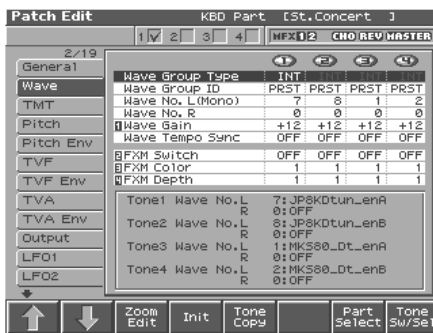 Patch Edit KBD Part [St.Concert ]
1 2 3 4 MFX 1 2 CHO REV MASTER
2/19
General
Wave
TMT
Pitch
Pitch Env
TVF
TVF Env
TVA
TVA Env
Output
LFO1
LFO2
1 2 3 4
Wave Group Type INT INT INT INT
Wave Group ID PRST PRST PRST PRST
Wave No. L(Mono) 7 8 1 2
Wave No. R 0 0 0 0
1 Wave Gain +12 +12 +12 +12
Wave Tempo Sync OFF OFF OFF OFF
2 FXM Switch OFF OFF OFF OFF
3 FXM Color 1 1 1 1
4 FXM Depth 1 1 1 1
Tone1 Wave No.L 7:JP8KDtun_enA
R 0:OFF
Tone2 Wave No.L 8:JP8KDtun_enB
R 0:OFF
Tone3 Wave No.L 1:MKS80_Dt_enA
R 0:OFF
Tone4 Wave No.L 2:MKS80_Dt_enB
R 0:OFF
Zoom Edit
Init
Tone Copy
Part Select
Tone Sw/Sel